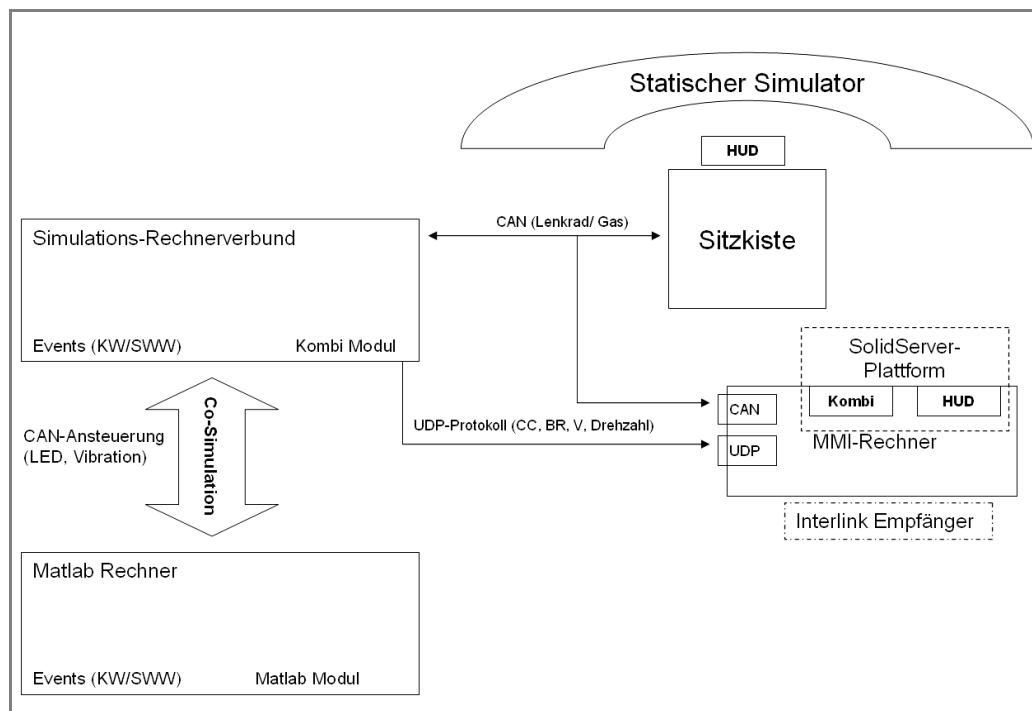 Statischer Simulator
HUD
CAN (Lenkrad/ Gas)
Sitzkiste
Simulations-Rechnerverbund
Events (KW/SWW)
Kombi Modul
SolidServer-
Plattform
Kombi
HUD
CAN
MMI-Rechner
UDP
UDP-Protokoll (CC, BR, V, Drehzahl)
CAN-Ansteuerung
(LED, Vibration)
Co-Simulation
Interlink Empfänger
Matlab Rechner
Events (KW/SWW)
Matlab Modul